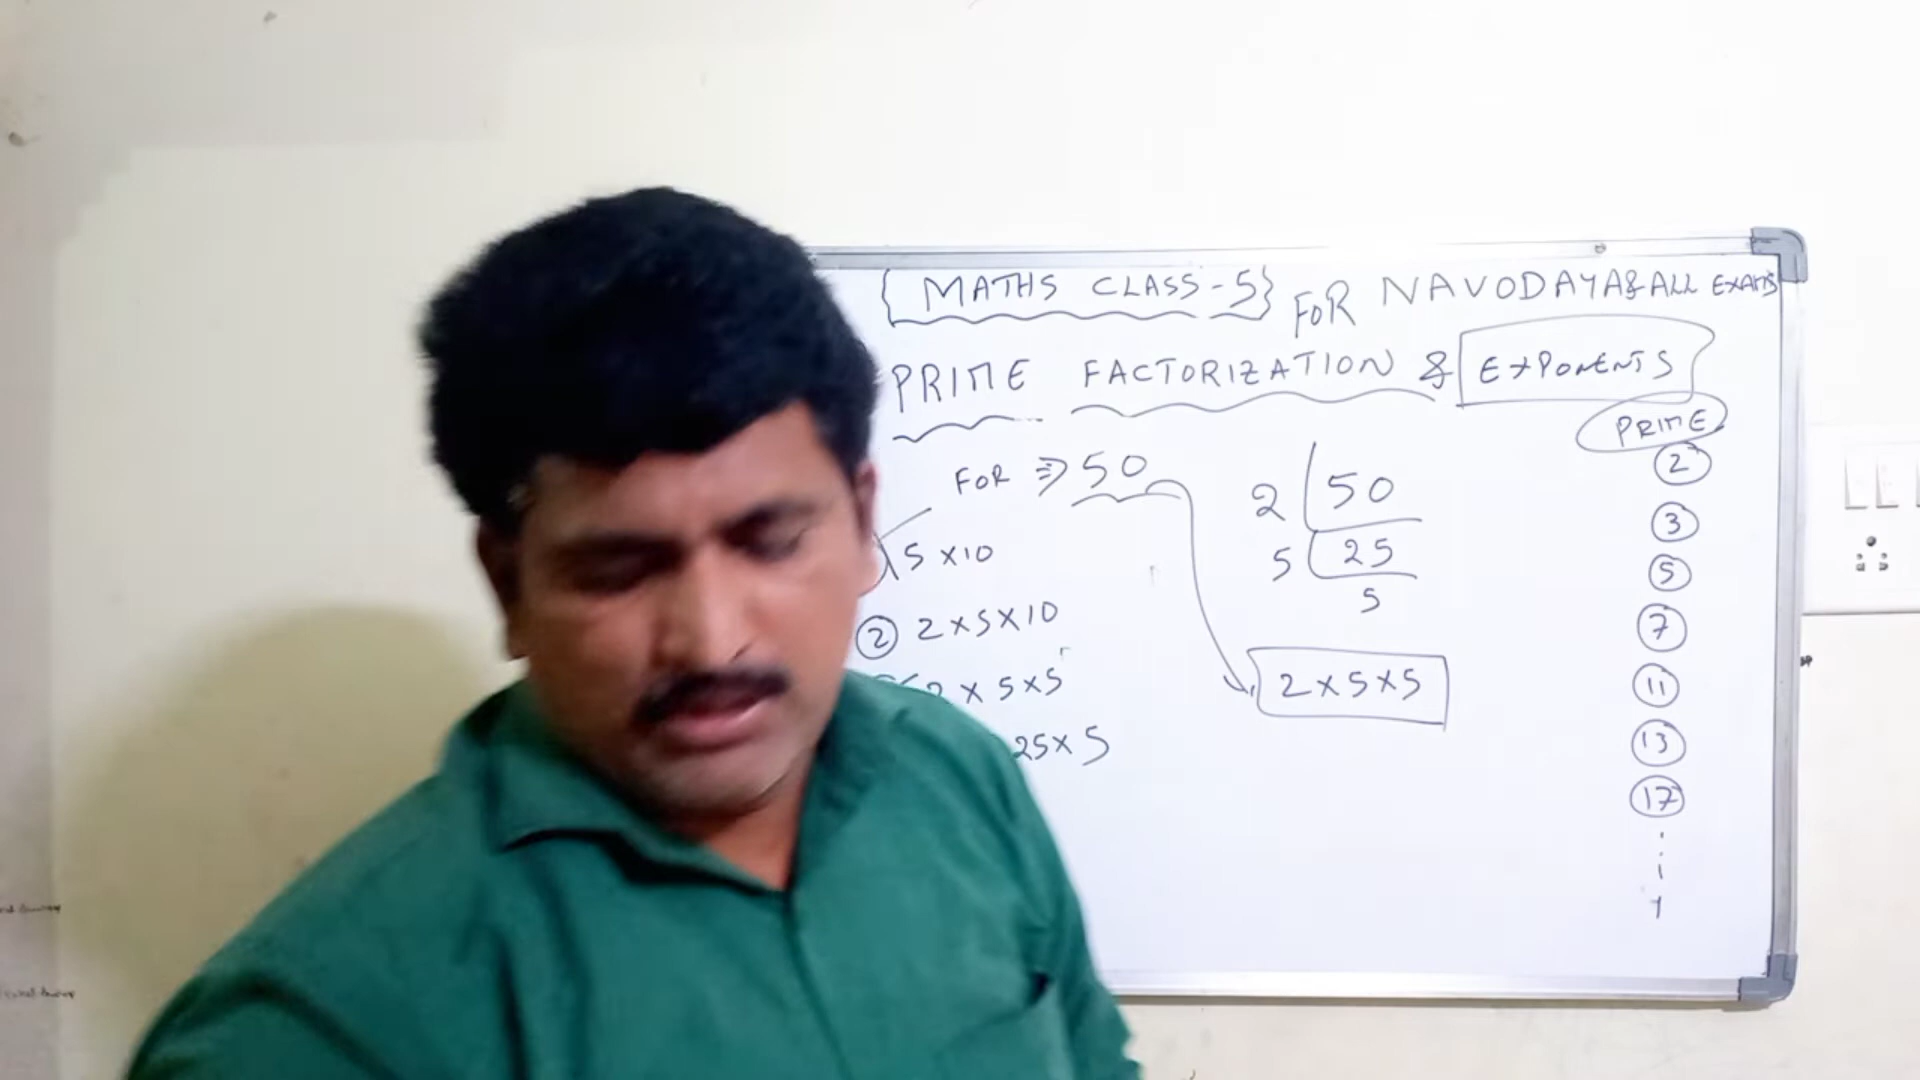 { MATHS CLASS-5} FOR NAVODAYA & ALL EXAMS
PRIME FACTORIZATION & EXPONENTS
FOR ⇒ 50
5 x 10
② 2 x 5 x 10
2 x 5 x 5
25 x 5
2 | 50
5 | 25
5
2 x 5 x 5
PRIME
2
3
5
7
11
13
17